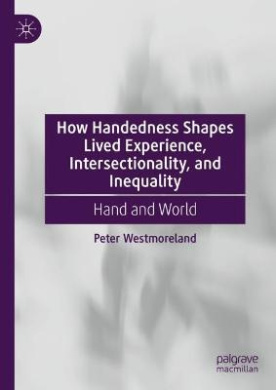 How Handedness Shapes
Lived Experience,
Intersectionality, and
Inequality
Hand and World
Peter Westmoreland
palgrave
macmillan